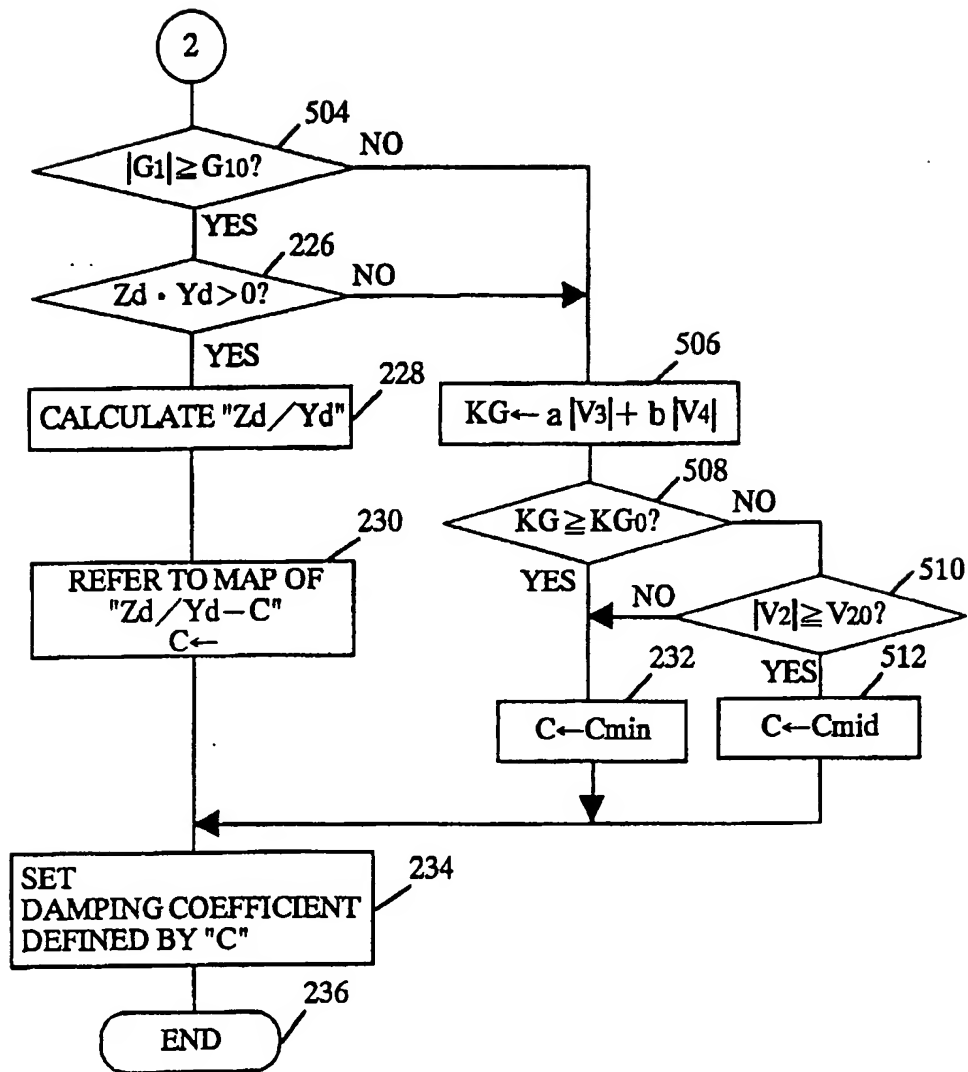 2
504
|G1|≧G10?
NO
YES
226
Zd・Yd>0?
NO
YES
228
CALCULATE "Zd/Yd"
506
KG←a|V3|+b|V4|
508
KG≧KG0?
NO
YES
230
REFER TO MAP OF
"Zd/Yd-C"
C←
510
|V2|≧V20?
NO
YES
232
C←Cmin
512
C←Cmid
234
SET
DAMPING COEFFICIENT
DEFINED BY "C"
236
END